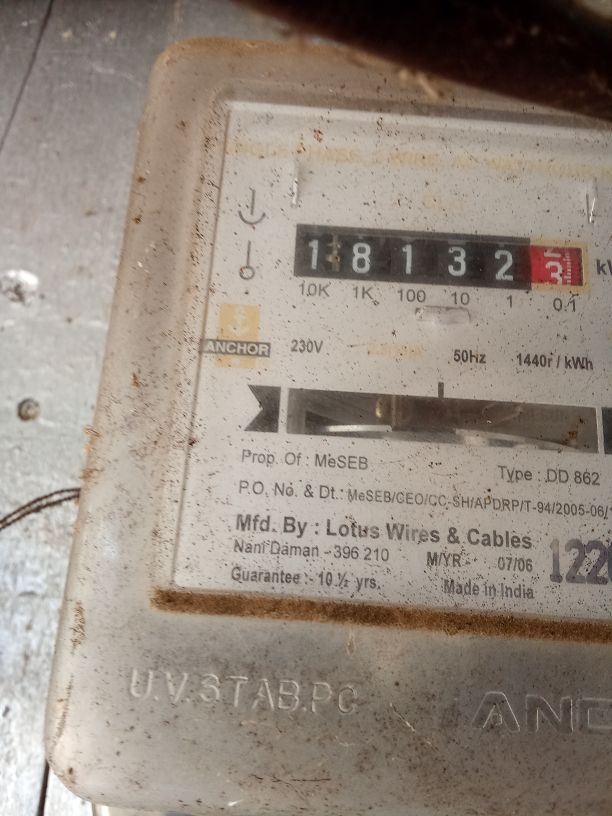 1 8 1 3 2 3
10K 1K 100 10 1 0.1
ANCHOR 230V 50Hz 1440r / kWh
Prop. Of : MeSEB
Type : DD 862
P.O. No. & Dt.: MeSEB/CEO/CC-SH/APDRP/T-94/2005-06/
Mfd. By : Lotus Wires & Cables
Nani Daman - 396 210 M/YR - 07/06
Guarantee :- 10 ½ yrs. Made in India
U.V.STAB.PC